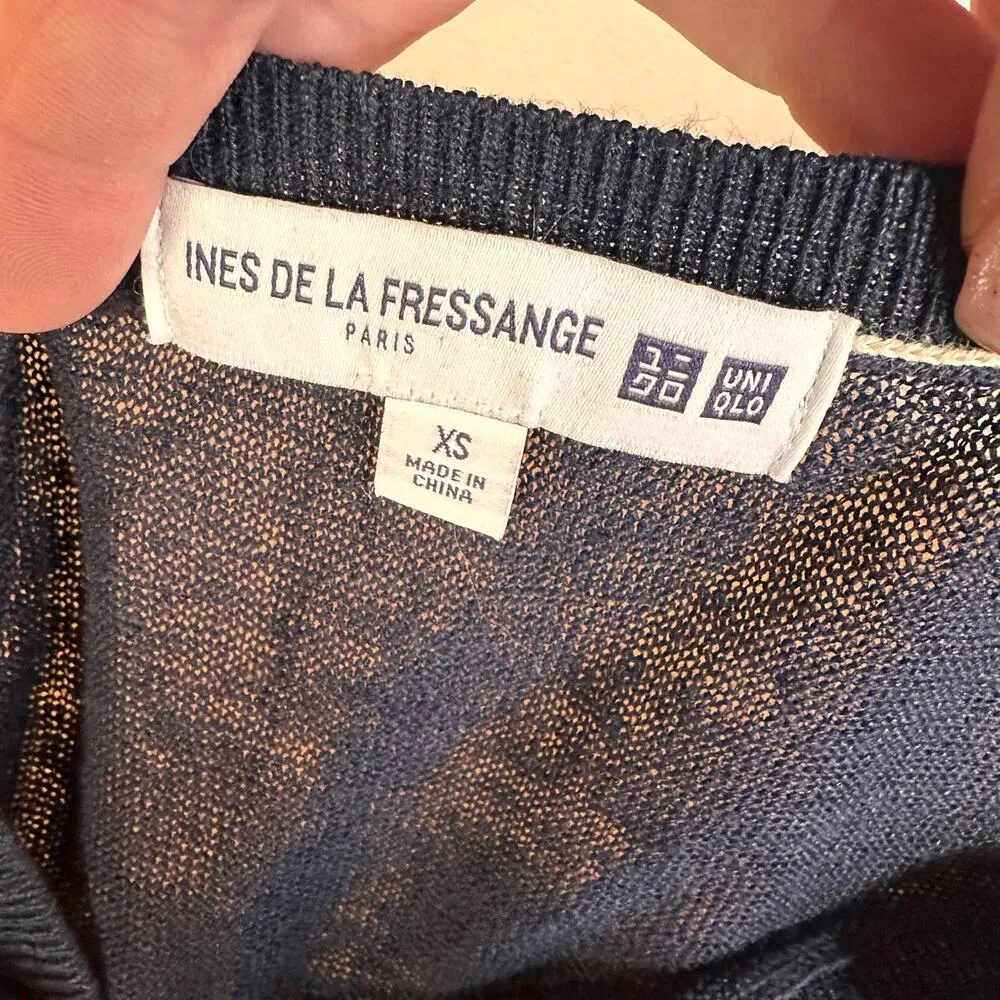 INES DE LA FRESSANGE
PARIS
ユニ
クロ
UNI
QLO
XS
MADE IN
CHINA